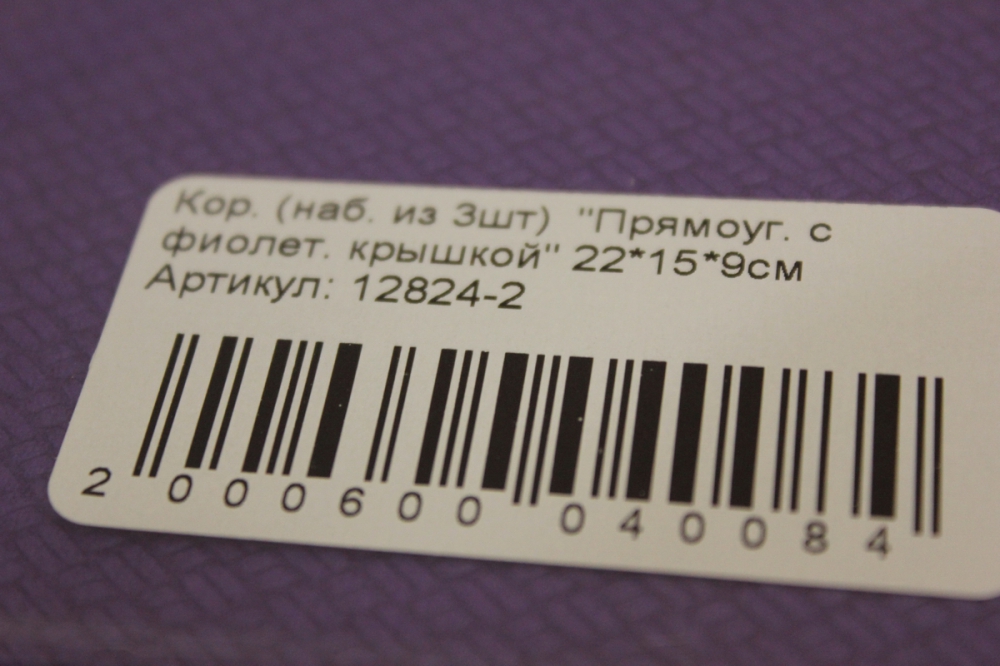 Кор. (наб. из 3шт) "Прямоуг. с
фиолет. крышкой" 22*15*9см
Артикул: 12824-2
2 000600 040084